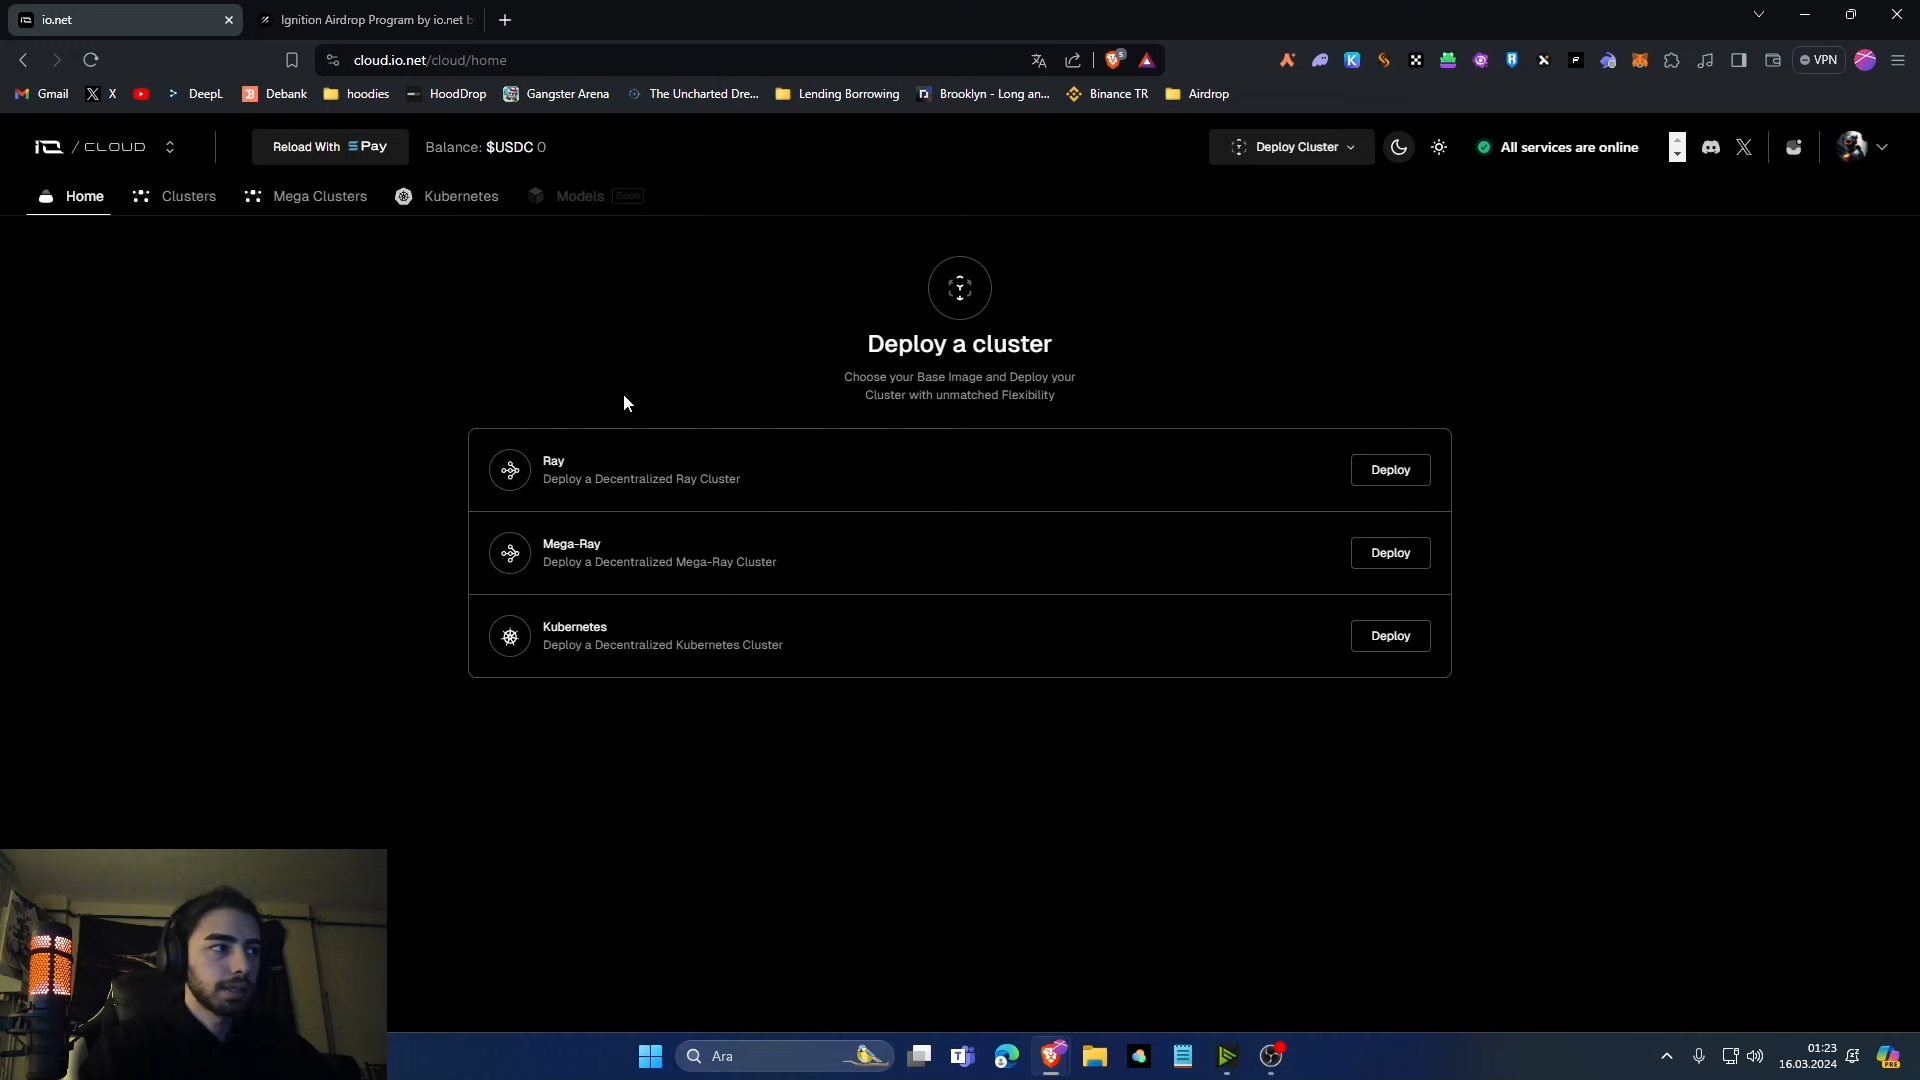 io.net
Ignition Airdrop Program by io.net b
cloud.io.net/cloud/home
VPN
Gmail
X
DeepL
Debank
hoodies
HoodDrop
Gangster Arena
The Uncharted Dre...
Lending Borrowing
Brooklyn - Long an...
Binance TR
Airdrop
IO / CLOUD
Reload With Pay
Balance: $USDC 0
Deploy Cluster
All services are online
Home
Clusters
Mega Clusters
Kubernetes
Models
Soon
Deploy a cluster
Choose your Base Image and Deploy your
Cluster with unmatched Flexibility
Ray
Deploy a Decentralized Ray Cluster
Deploy
Mega-Ray
Deploy a Decentralized Mega-Ray Cluster
Deploy
Kubernetes
Deploy a Decentralized Kubernetes Cluster
Deploy
Ara
01:23
16.03.2024
PRE